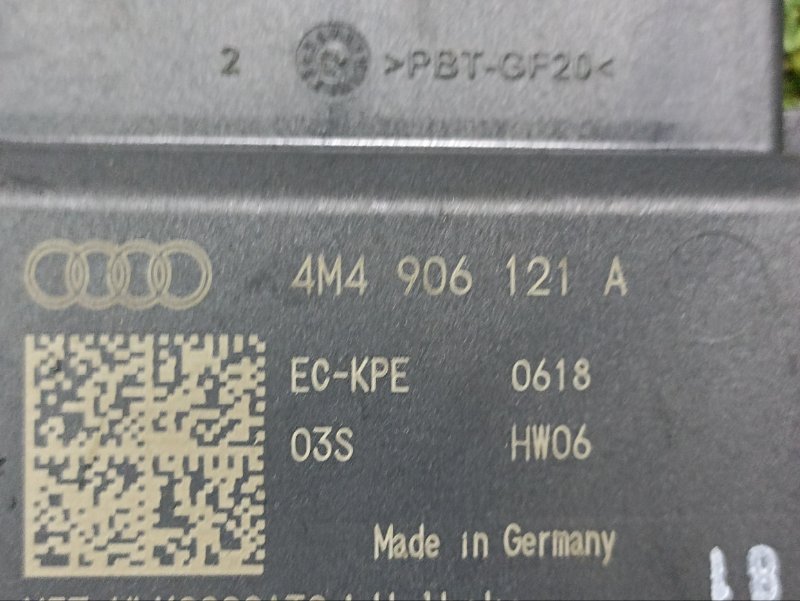 2 >PBT-GF20<
4M4 906 121 A
EC-KPE 0618
03S HW06
Made in Germany